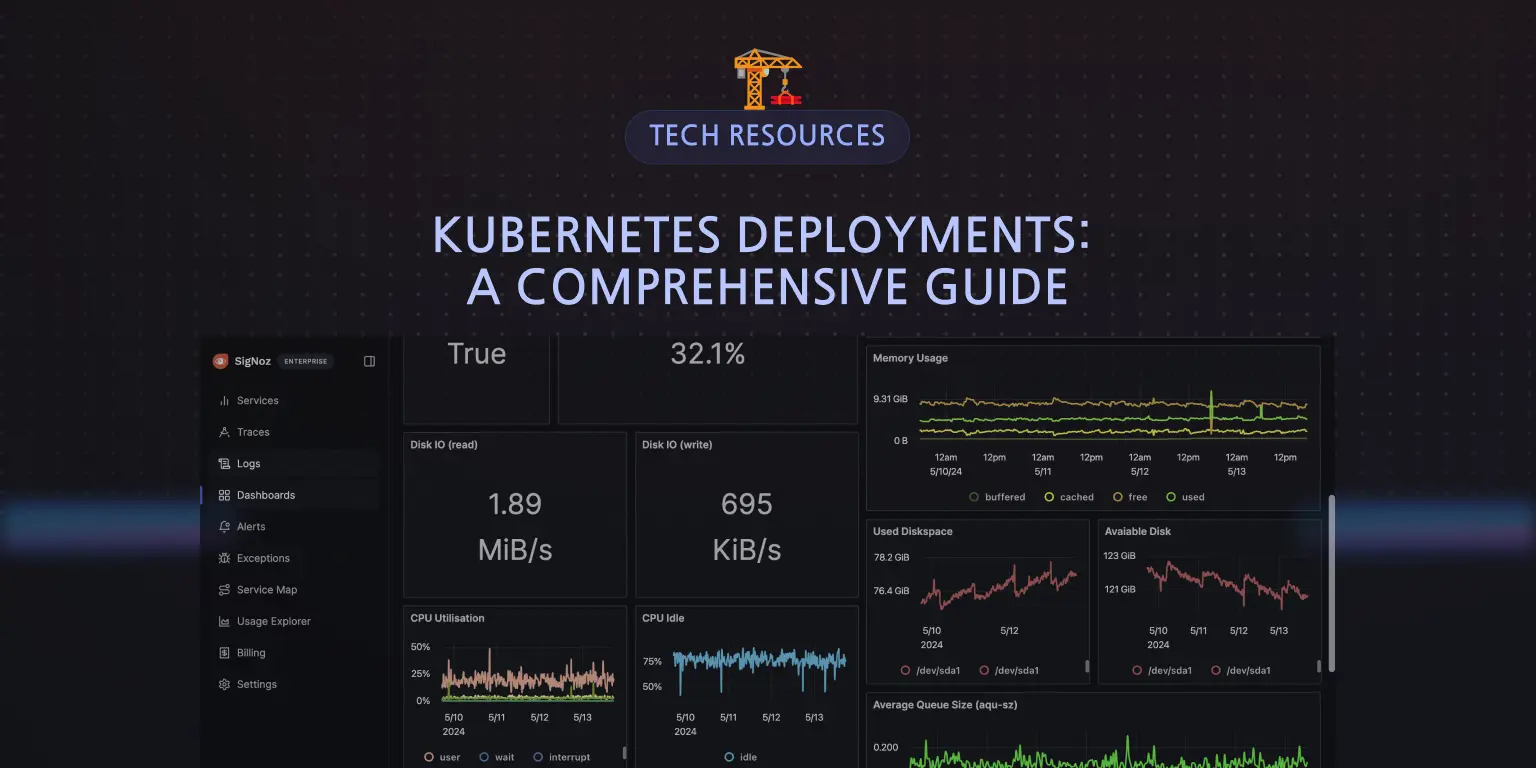 TECH RESOURCES
KUBERNETES DEPLOYMENTS:
A COMPREHENSIVE GUIDE
SigNoz ENTERPRISE
Services
Traces
Logs
Dashboards
Alerts
Exceptions
Service Map
Usage Explorer
Billing
Settings
True
32.1%
Disk IO (read)
1.89
MiB/s
Disk IO (write)
695
KiB/s
CPU Utilisation
50%
25%
0%
5/10 5/11 5/12 5/13
2024
user wait interrupt
CPU Idle
75%
50%
5/10 5/11 5/12 5/13
2024
idle
Memory Usage
9.31 GiB
0 B
12am 12pm 12am 12pm 12am 12pm 12am 12pm
5/10/24 5/11 5/12 5/13
buffered cached free used
Used Diskspace
78.2 GiB
76.4 GiB
5/10 5/12
2024
/dev/sda1 /dev/sda1
Avaiable Disk
123 GiB
121 GiB
5/10 5/11 5/12 5/13
2024
/dev/sda1 /dev/sda1
Average Queue Size (aqu-sz)
0.200